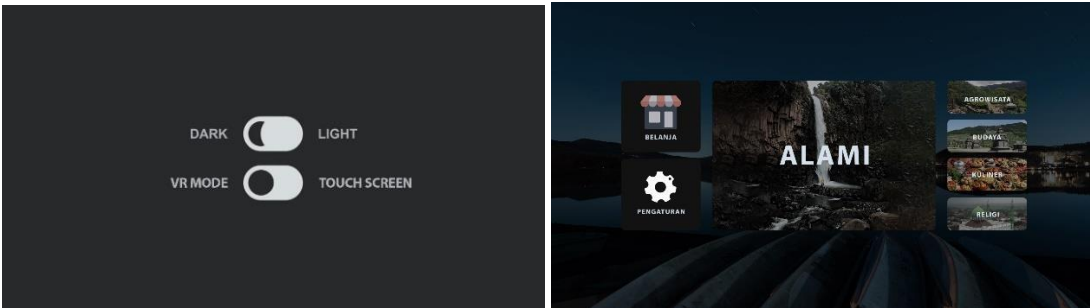 DARK LIGHT
VR MODE TOUCH SCREEN
BELANJA
PENGATURAN
ALAMI
AGROWISATA
BUDAYA
KULINER
RELIGI